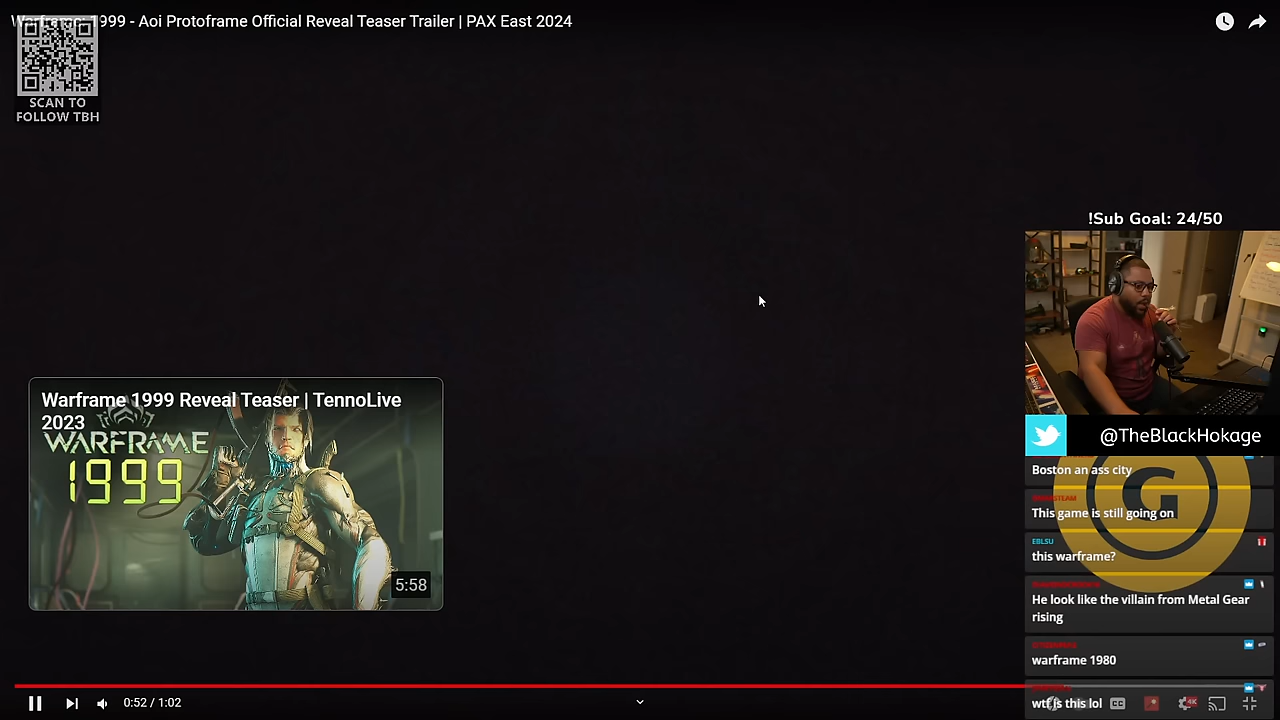 Warframe: 1999 - Aoi Protoframe Official Reveal Teaser Trailer | PAX East 2024
SCAN TO
FOLLOW TBH
!Sub Goal: 24/50
Warframe 1999 Reveal Teaser | TennoLive
2023
WARFRAME
1999
5:58
@TheBlackHokage
Boston an ass city
This game is still going on
EBLSU
this warframe?
He look like the villain from Metal Gear
rising
warframe 1980
wtf is this lol
CC
4K
0:52 / 1:02
G